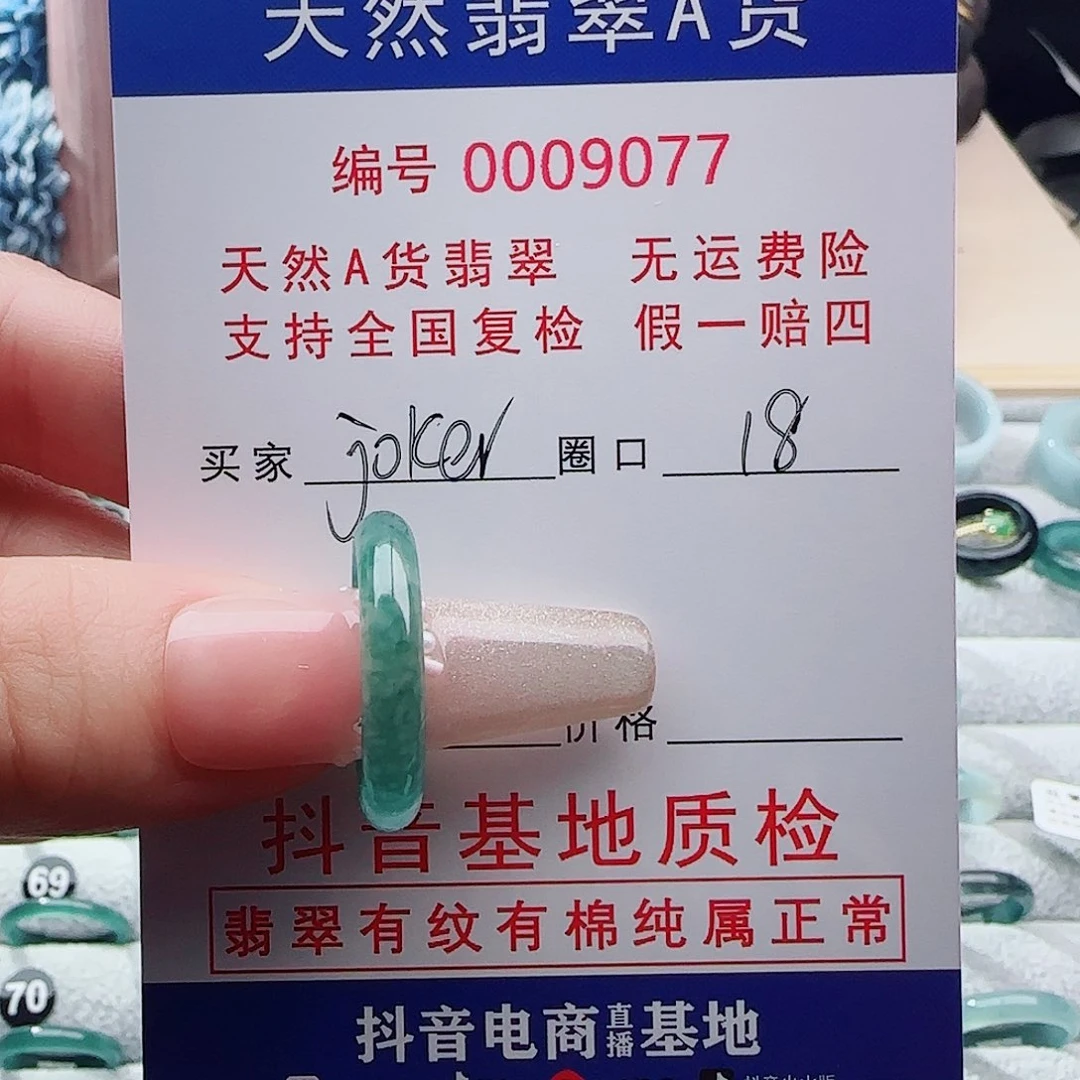 天然翡翠A货
编号 0009077
天然A货翡翠 无运费险
支持全国复检 假一赔四
买家 joker 圈口 18
价格
抖音基地质检
翡翠有纹有棉纯属正常
抖音电商直播基地
69
70